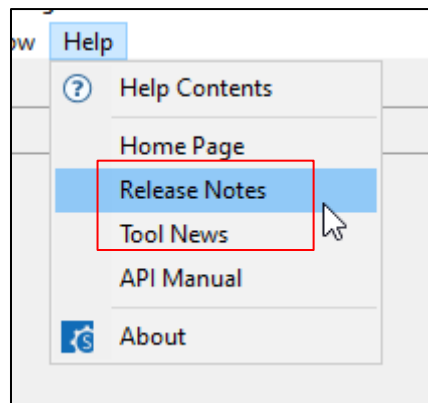 ow Help
Help Contents
Home Page
Release Notes
Tool News
API Manual
About